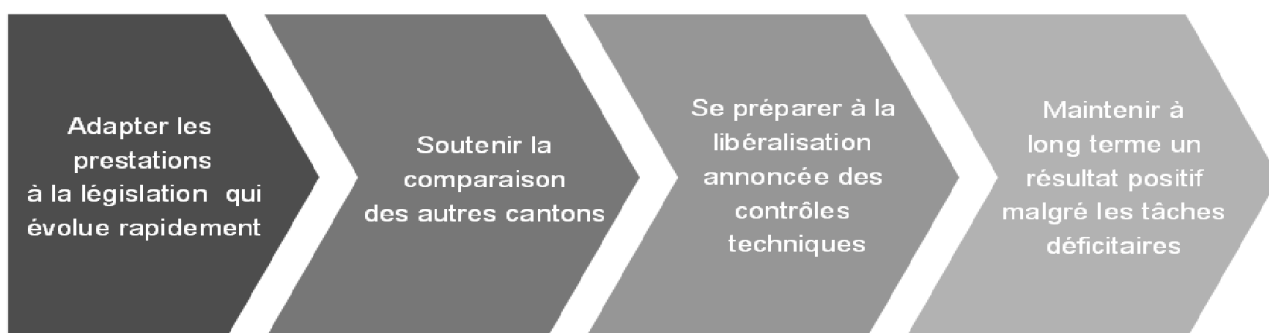 Adapter les
prestations
à la législation qui
évolue rapidement
Soutenir la
comparaison
des autres cantons
Se préparer à la
libéralisation
annoncée des
contrôles
techniques
Maintenir à
long terme un
résultat positif
malgré les tâches
déficitaires